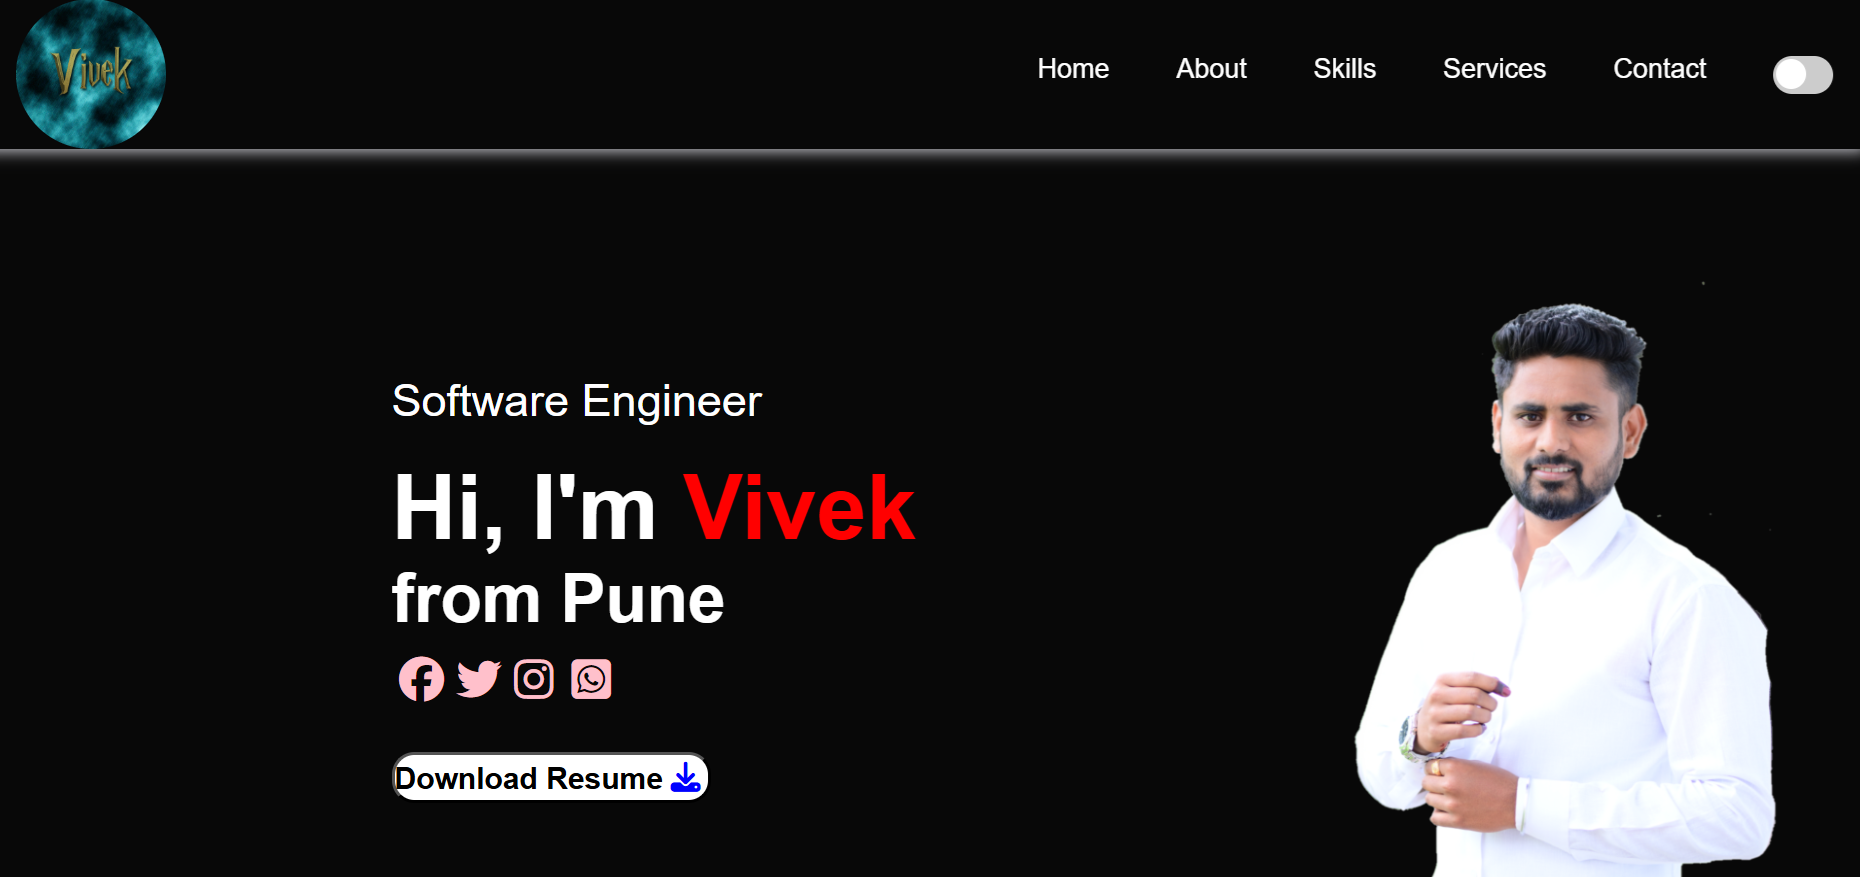 Vivek
Home About Skills Services Contact
Software Engineer
Hi, I'm Vivek
from Pune
Download Resume